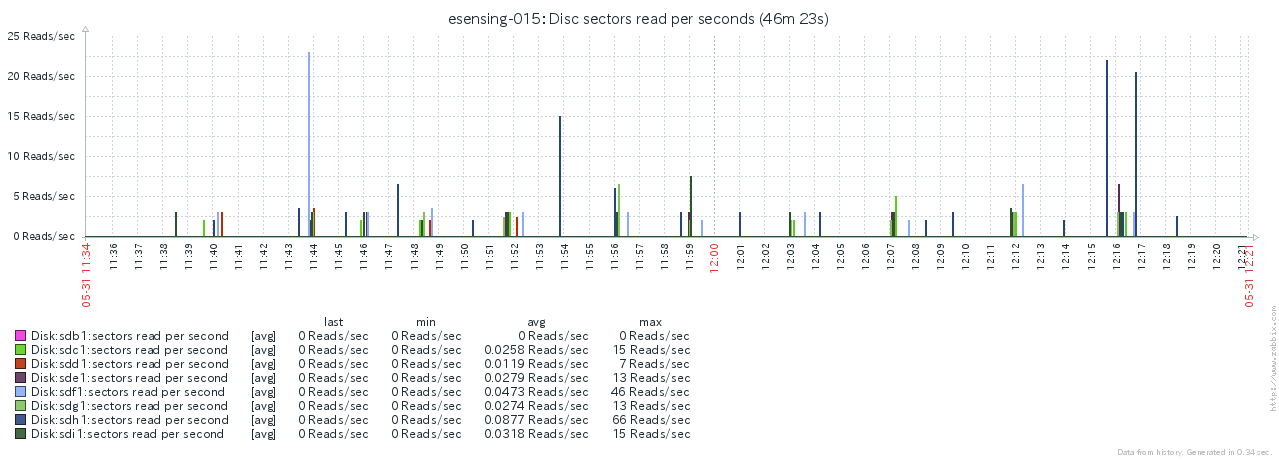 esensing-015: Disc sectors read per seconds (46m 23s)
25 Reads/sec
20 Reads/sec
15 Reads/sec
10 Reads/sec
5 Reads/sec
0 Reads/sec
05-31 11:34 11:36 11:37 11:38 11:39 11:40 11:41 11:42 11:43 11:44 11:45 11:46 11:47 11:48 11:49 11:50 11:51 11:52 11:53 11:54 11:55 11:56 11:57 11:58 11:59 12:00 12:01 12:02 12:03 12:04 12:05 12:06 12:07 12:08 12:09 12:10 12:11 12:12 12:13 12:14 12:15 12:16 12:17 12:18 12:19 12:20 12:21 05-31 12:21
last min avg max
Disk:sdb1:sectors read per second [avg] 0 Reads/sec 0 Reads/sec 0 Reads/sec 0 Reads/sec
Disk:sdc1:sectors read per second [avg] 0 Reads/sec 0 Reads/sec 0.0258 Reads/sec 15 Reads/sec
Disk:sdd1:sectors read per second [avg] 0 Reads/sec 0 Reads/sec 0.0119 Reads/sec 7 Reads/sec
Disk:sde1:sectors read per second [avg] 0 Reads/sec 0 Reads/sec 0.0279 Reads/sec 13 Reads/sec
Disk:sdf1:sectors read per second [avg] 0 Reads/sec 0 Reads/sec 0.0473 Reads/sec 46 Reads/sec
Disk:sdg1:sectors read per second [avg] 0 Reads/sec 0 Reads/sec 0.0274 Reads/sec 13 Reads/sec
Disk:sdh1:sectors read per second [avg] 0 Reads/sec 0 Reads/sec 0.0877 Reads/sec 66 Reads/sec
Disk:sdi1:sectors read per second [avg] 0 Reads/sec 0 Reads/sec 0.0318 Reads/sec 15 Reads/sec
http://www.zabbix.com
Data from history. Generated in 0.34 sec.